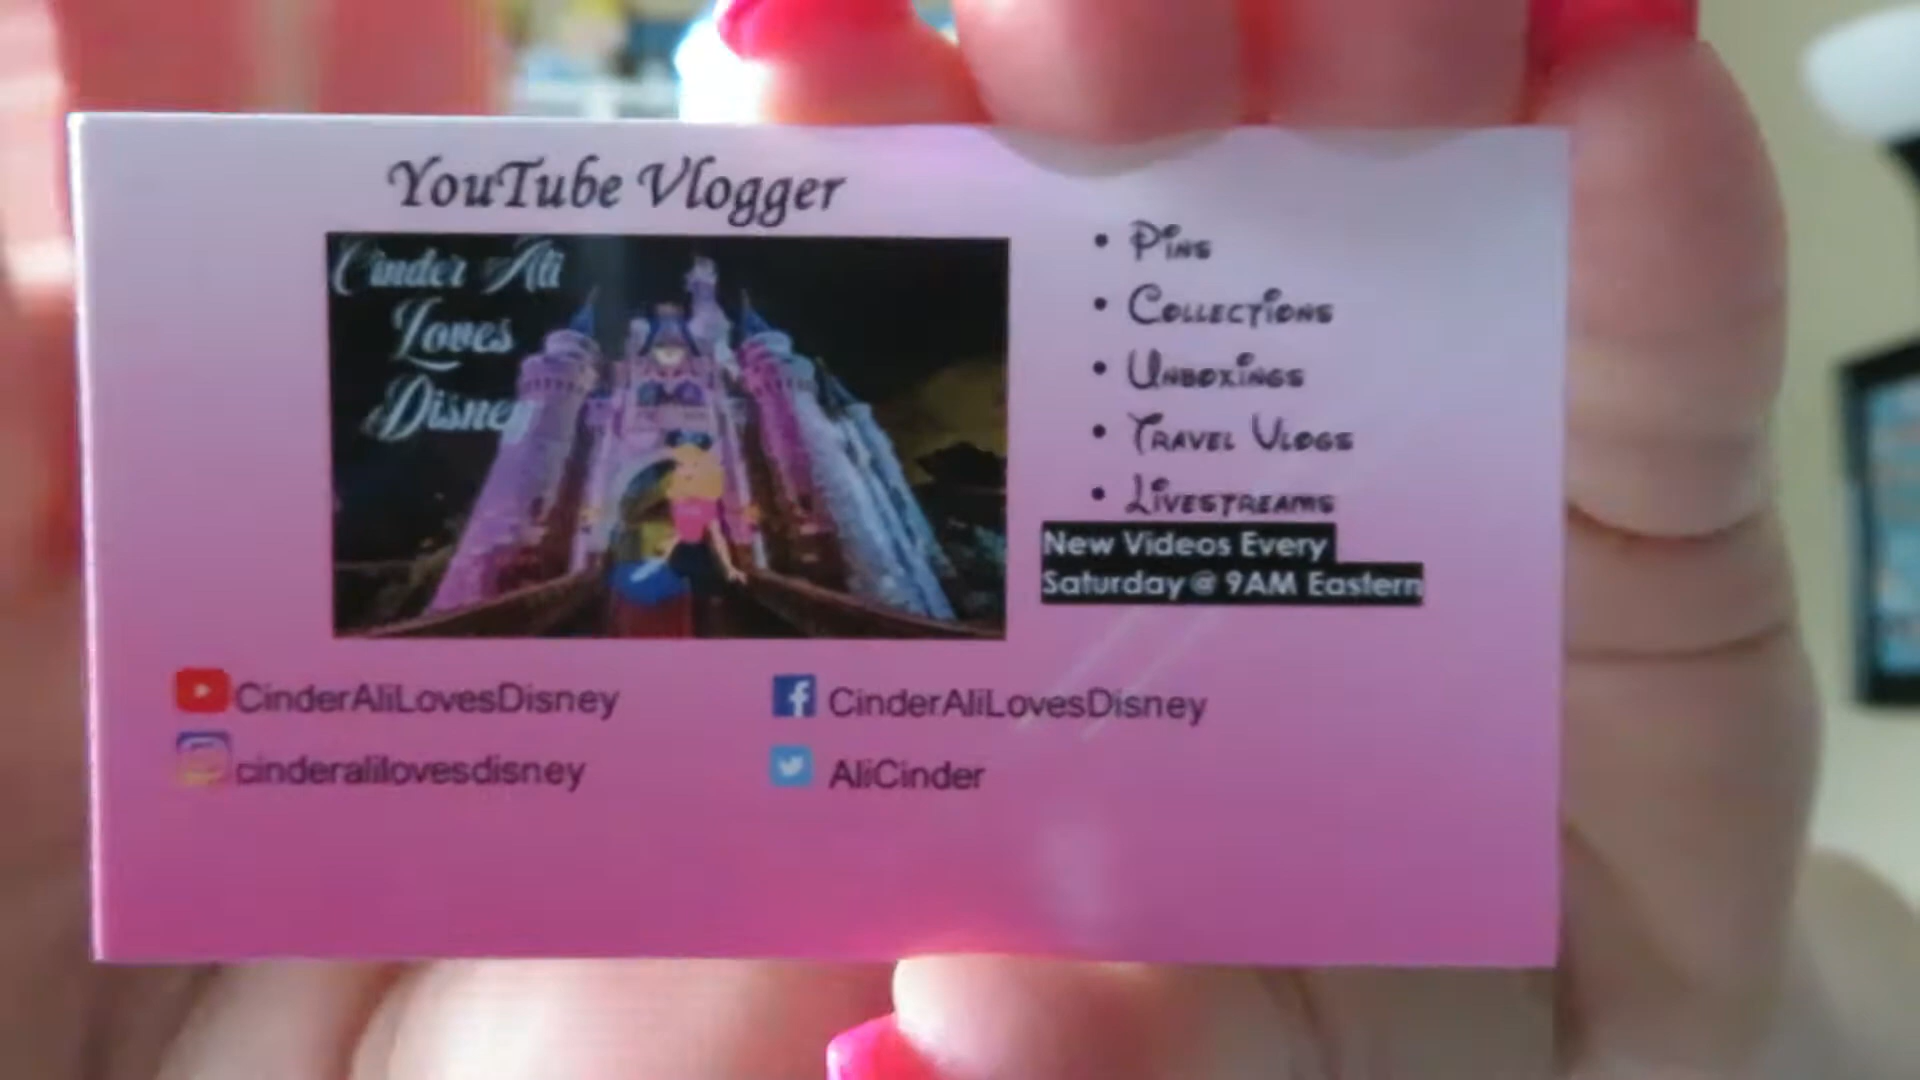 YouTube Vlogger
Cinder Ali
Loves
Disney
• Pins
• Collections
• Unboxings
• Travel Vlogs
• Livestreams
New Videos Every
Saturday @ 9AM Eastern
CinderAliLovesDisney
CinderAliLovesDisney
cinderalilovesdisney
AliCinder